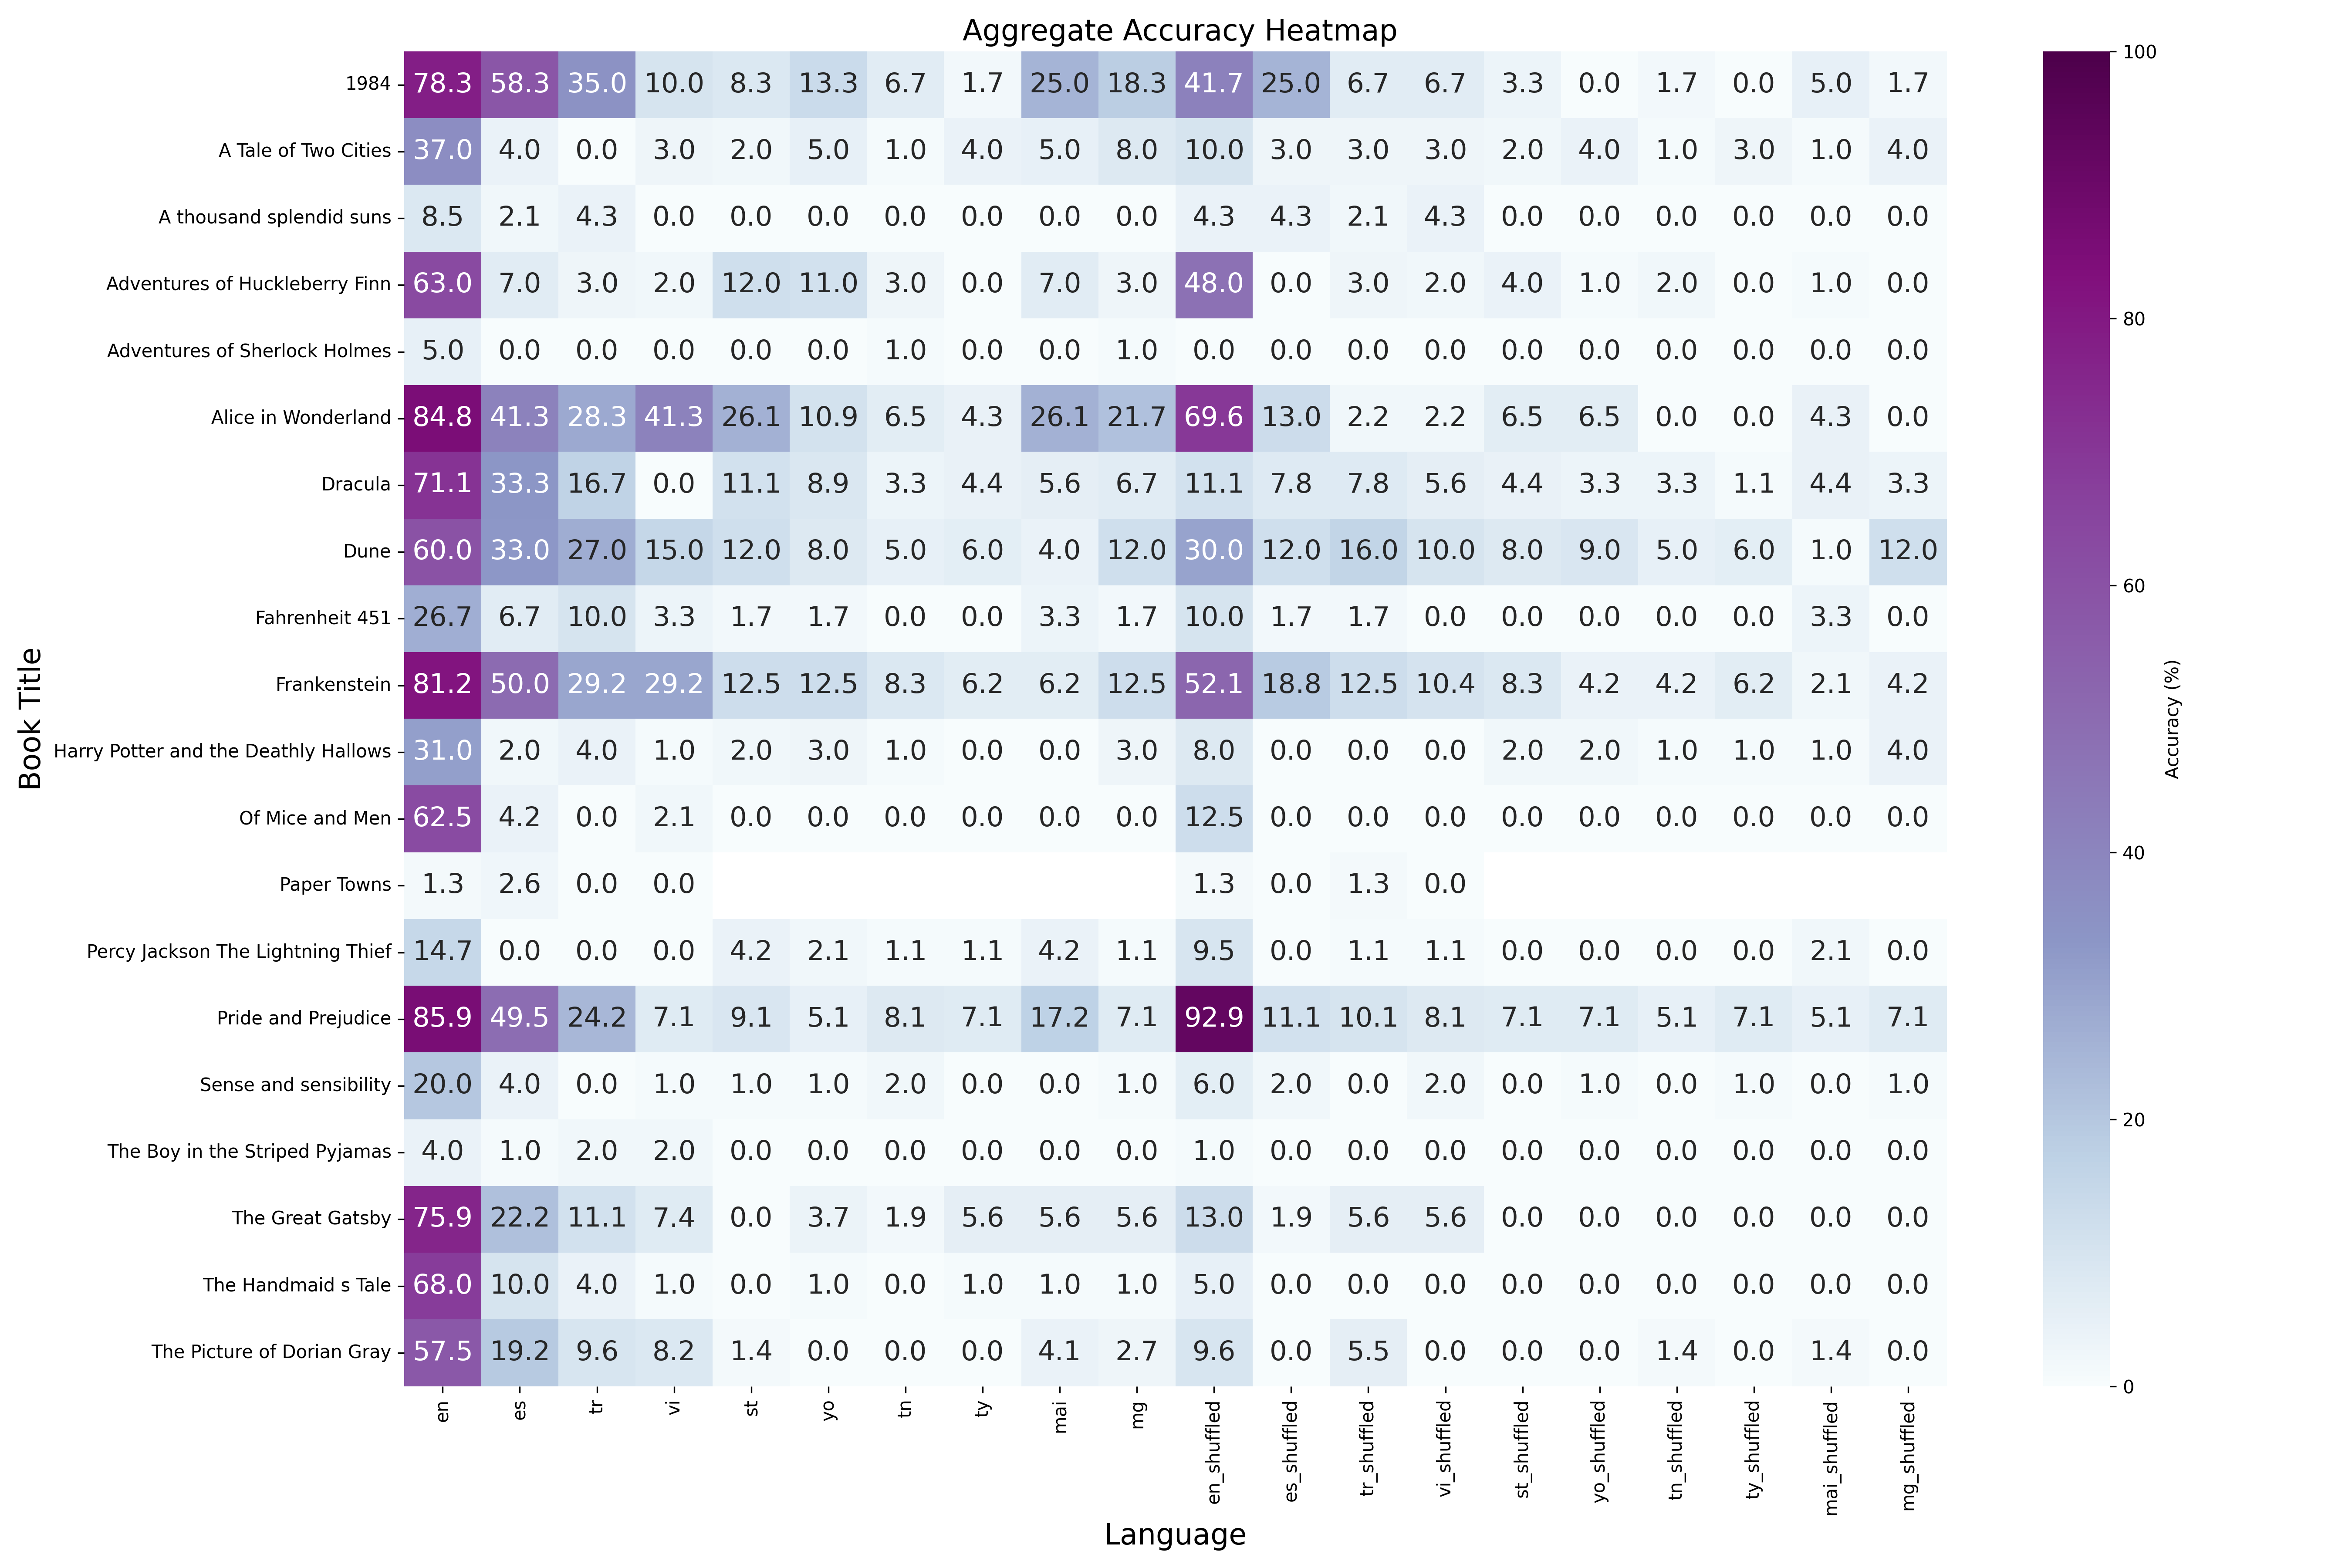 Aggregate Accuracy Heatmap
Book Title
1984 78.3 58.3 35.0 10.0 8.3 13.3 6.7 1.7 25.0 18.3 41.7 25.0 6.7 6.7 3.3 0.0 1.7 0.0 5.0 1.7
A Tale of Two Cities 37.0 4.0 0.0 3.0 2.0 5.0 1.0 4.0 5.0 8.0 10.0 3.0 3.0 3.0 2.0 4.0 1.0 3.0 1.0 4.0
A thousand splendid suns 8.5 2.1 4.3 0.0 0.0 0.0 0.0 0.0 0.0 0.0 4.3 4.3 2.1 4.3 0.0 0.0 0.0 0.0 0.0 0.0
Adventures of Huckleberry Finn 63.0 7.0 3.0 2.0 12.0 11.0 3.0 0.0 7.0 3.0 48.0 0.0 3.0 2.0 4.0 1.0 2.0 0.0 1.0 0.0
Adventures of Sherlock Holmes 5.0 0.0 0.0 0.0 0.0 0.0 1.0 0.0 0.0 1.0 0.0 0.0 0.0 0.0 0.0 0.0 0.0 0.0 0.0 0.0
Alice in Wonderland 84.8 41.3 28.3 41.3 26.1 10.9 6.5 4.3 26.1 21.7 69.6 13.0 2.2 2.2 6.5 6.5 0.0 0.0 4.3 0.0
Dracula 71.1 33.3 16.7 0.0 11.1 8.9 3.3 4.4 5.6 6.7 11.1 7.8 7.8 5.6 4.4 3.3 3.3 1.1 4.4 3.3
Dune 60.0 33.0 27.0 15.0 12.0 8.0 5.0 6.0 4.0 12.0 30.0 12.0 16.0 10.0 8.0 9.0 5.0 6.0 1.0 12.0
Fahrenheit 451 26.7 6.7 10.0 3.3 1.7 1.7 0.0 0.0 3.3 1.7 10.0 1.7 1.7 0.0 0.0 0.0 0.0 0.0 3.3 0.0
Frankenstein 81.2 50.0 29.2 29.2 12.5 12.5 8.3 6.2 6.2 12.5 52.1 18.8 12.5 10.4 8.3 4.2 4.2 6.2 2.1 4.2
Harry Potter and the Deathly Hallows 31.0 2.0 4.0 1.0 2.0 3.0 1.0 0.0 0.0 3.0 8.0 0.0 0.0 0.0 2.0 2.0 1.0 1.0 1.0 4.0
Of Mice and Men 62.5 4.2 0.0 2.1 0.0 0.0 0.0 0.0 0.0 0.0 12.5 0.0 0.0 0.0 0.0 0.0 0.0 0.0 0.0 0.0
Paper Towns 1.3 2.6 0.0 0.0 1.3 0.0 1.3 0.0
Percy Jackson The Lightning Thief 14.7 0.0 0.0 0.0 4.2 2.1 1.1 1.1 4.2 1.1 9.5 0.0 1.1 1.1 0.0 0.0 0.0 0.0 2.1 0.0
Pride and Prejudice 85.9 49.5 24.2 7.1 9.1 5.1 8.1 7.1 17.2 7.1 92.9 11.1 10.1 8.1 7.1 7.1 5.1 7.1 5.1 7.1
Sense and sensibility 20.0 4.0 0.0 1.0 1.0 1.0 2.0 0.0 0.0 1.0 6.0 2.0 0.0 2.0 0.0 1.0 0.0 1.0 0.0 1.0
The Boy in the Striped Pyjamas 4.0 1.0 2.0 2.0 0.0 0.0 0.0 0.0 0.0 0.0 1.0 0.0 0.0 0.0 0.0 0.0 0.0 0.0 0.0 0.0
The Great Gatsby 75.9 22.2 11.1 7.4 0.0 3.7 1.9 5.6 5.6 5.6 13.0 1.9 5.6 5.6 0.0 0.0 0.0 0.0 0.0 0.0
The Handmaid s Tale 68.0 10.0 4.0 1.0 0.0 1.0 0.0 1.0 1.0 1.0 5.0 0.0 0.0 0.0 0.0 0.0 0.0 0.0 0.0 0.0
The Picture of Dorian Gray 57.5 19.2 9.6 8.2 1.4 0.0 0.0 0.0 4.1 2.7 9.6 0.0 5.5 0.0 0.0 0.0 1.4 0.0 1.4 0.0
en es tr vi st yo tn ty mai mg en_shuffled es_shuffled tr_shuffled vi_shuffled st_shuffled yo_shuffled tn_shuffled ty_shuffled mai_shuffled mg_shuffled
Language
100
80
60
40
20
0
Accuracy (%)